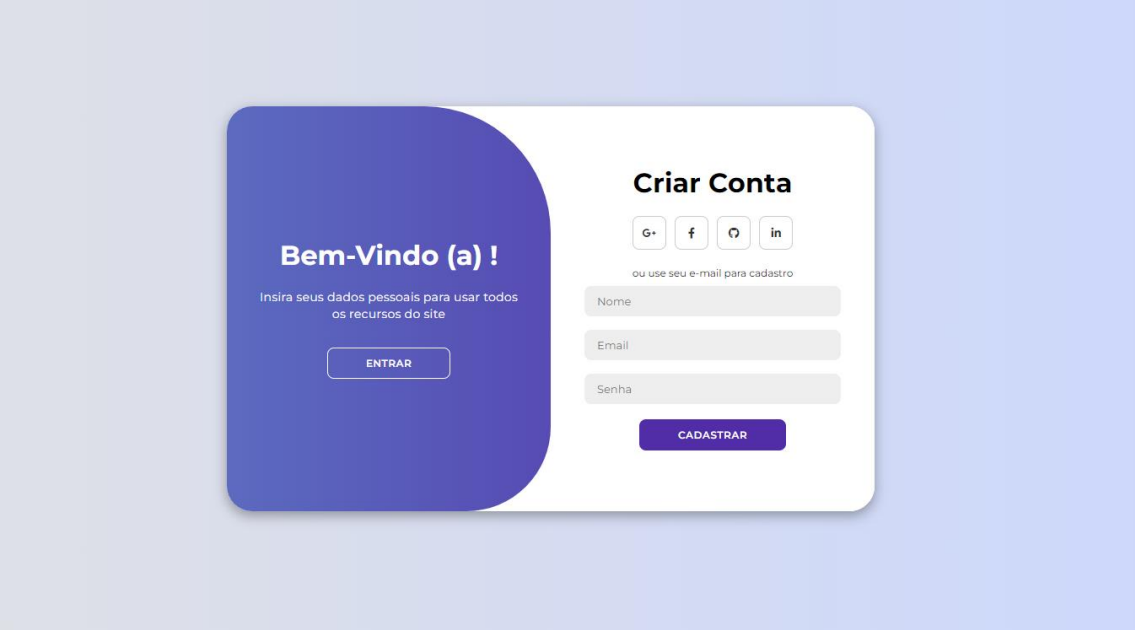 Bem-Vindo (a) !
Insira seus dados pessoais para usar todos
os recursos do site
ENTRAR
Criar Conta
G+ f in
ou use seu e-mail para cadastro
Nome
Email
Senha
CADASTRAR